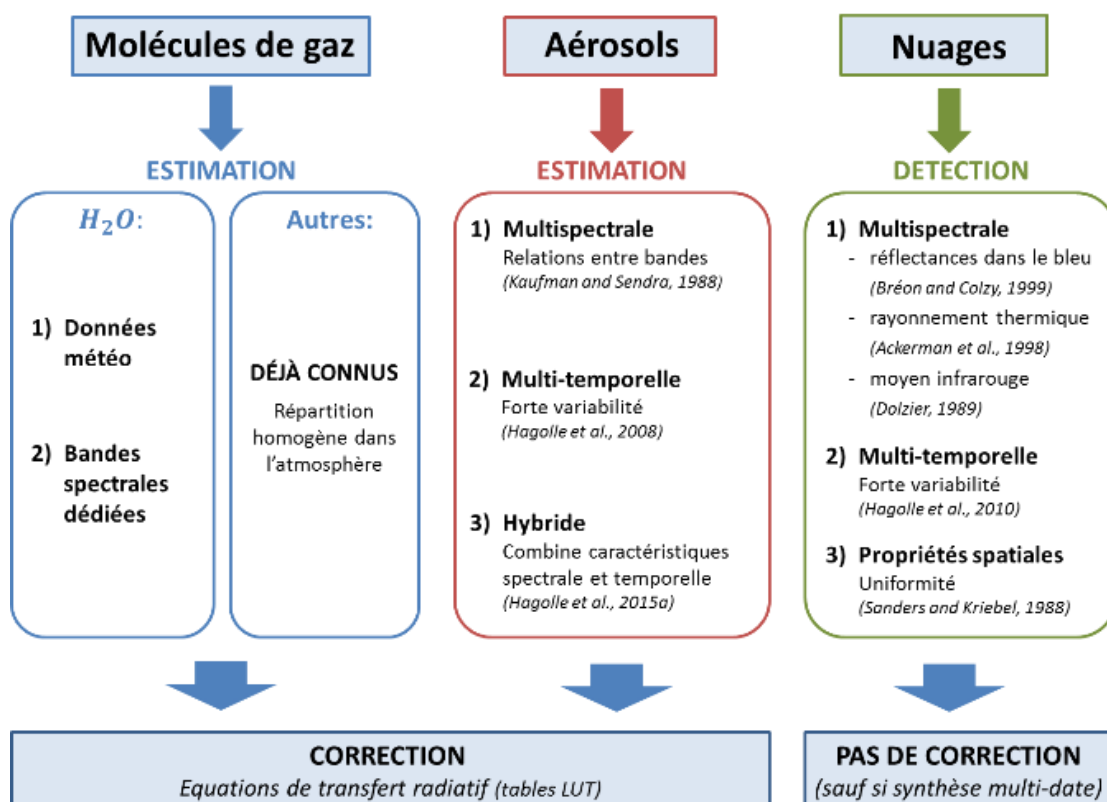 Molécules de gaz
ESTIMATION
H₂O:
1) Données
météo
2) Bandes
spectrales
dédiées
Autres:
DÉJÀ CONNUS
Répartition
homogène dans
l'atmosphère
Aérosols
ESTIMATION
1) Multispectrale
Relations entre bandes
(Kaufman and Sendra, 1988)
2) Multi-temporelle
Forte variabilité
(Hagolle et al., 2008)
3) Hybride
Combine caractéristiques
spectrale et temporelle
(Hagolle et al., 2015a)
Nuages
DETECTION
1) Multispectrale
- réflectances dans le bleu
(Bréon and Colzy, 1999)
- rayonnement thermique
(Ackerman et al., 1998)
- moyen infrarouge
(Dolzier, 1989)
2) Multi-temporelle
Forte variabilité
(Hagolle et al., 2010)
3) Propriétés spatiales
Uniformité
(Sanders and Kriebel, 1988)
CORRECTION
Equations de transfert radiatif (tables LUT)
PAS DE CORRECTION
(sauf si synthèse multi-date)